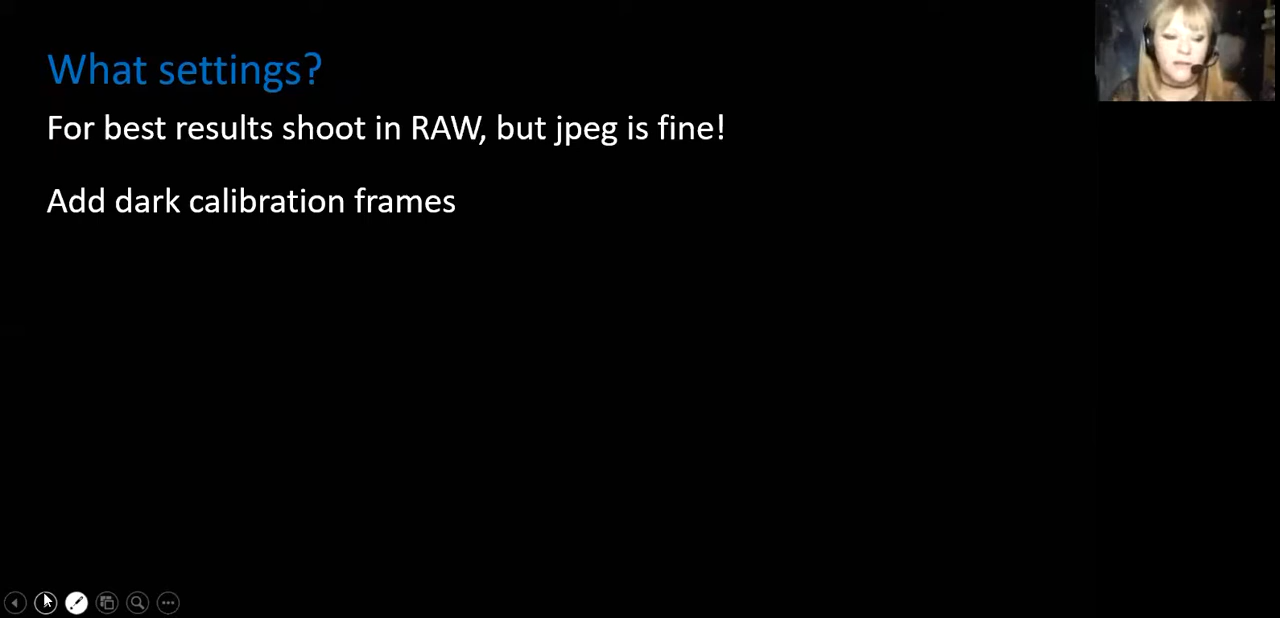 What settings?
For best results shoot in RAW, but jpeg is fine!
Add dark calibration frames